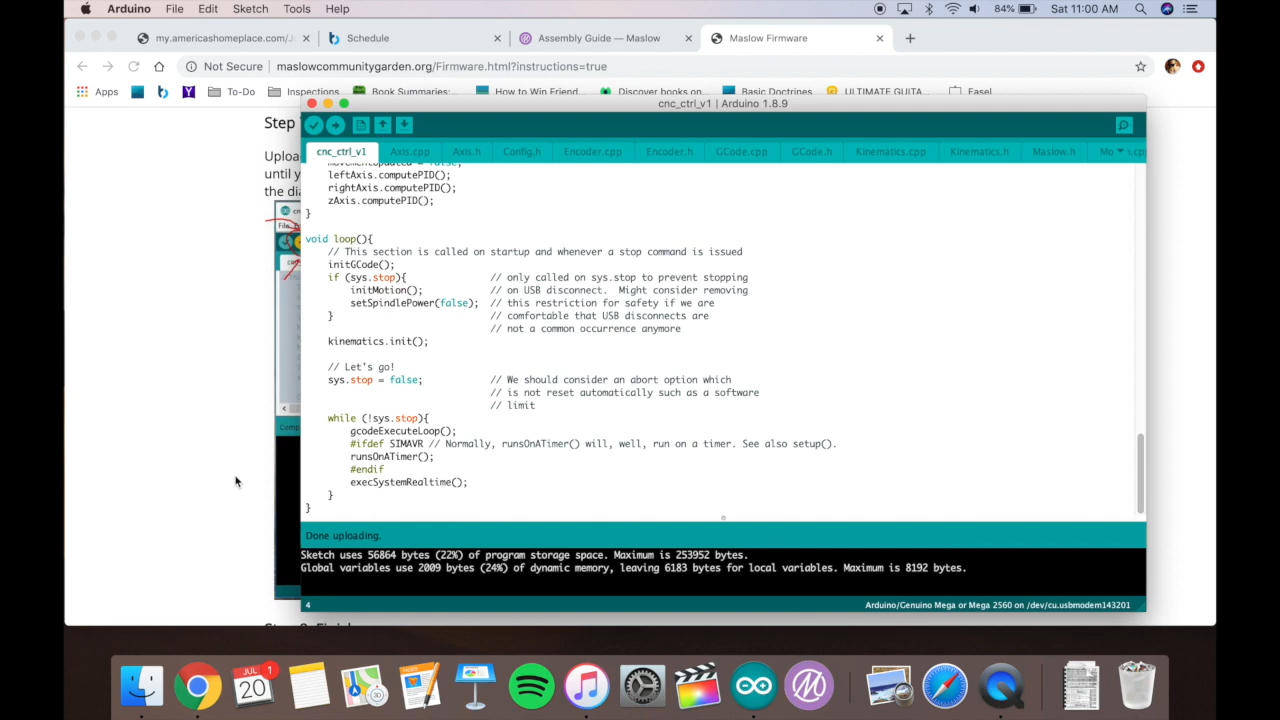 Arduino File Edit Sketch Tools Help 84% Sat 11:00 AM
my.americashomeplace.com/J Schedule Assembly Guide — Maslow Maslow Firmware
Not Secure maslowcommunitygarden.org/Firmware.html?instructions=true
Apps To-Do Inspections Book Summaries:... How to Win Friend... Discover books on... Basic Doctrines ULTIMATE GUITA... Easel
cnc_ctrl_v1 | Arduino 1.8.9
Step
Uploa
until y
the dia
File
cnc_ctrl_v1 Axis.cpp Axis.h Config.h Encoder.cpp Encoder.h GCode.cpp GCode.h Kinematics.cpp Kinematics.h Maslow.h Mo
leftAxis.computePID();
rightAxis.computePID();
zAxis.computePID();
}
void loop(){
// This section is called on startup and whenever a stop command is issued
initGCode();
if (sys.stop){ // only called on sys.stop to prevent stopping
initMotion(); // on USB disconnect. Might consider removing
setSpindlePower(false); // this restriction for safety if we are
} // comfortable that USB disconnects are
// not a common occurrence anymore
kinematics.init();
// Let's go!
sys.stop = false; // We should consider an abort option which
// is not reset automatically such as a software
// limit
while (!sys.stop){
gcodeExecuteLoop();
#ifdef SIMAVR // Normally, runsOnATimer() will, well, run on a timer. See also setup().
runsOnATimer();
#endif
execSystemRealtime();
}
}
Done uploading.
Sketch uses 56864 bytes (22%) of program storage space. Maximum is 253952 bytes.
Global variables use 2009 bytes (24%) of dynamic memory, leaving 6183 bytes for local variables. Maximum is 8192 bytes.
4 Arduino/Genuino Mega or Mega 2560 on /dev/cu.usbmodem143201
JUL 1
20